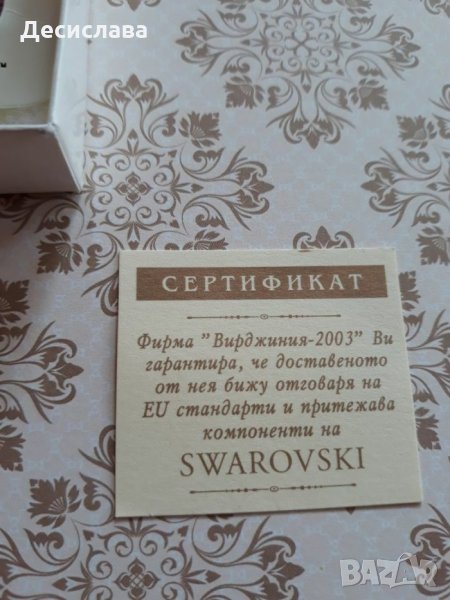 Десислава
СЕРТИФИКАТ
Фирма "Вирджиния-2003" Ви
гарантира, че доставеното
от нея бижу отговаря на
EU стандарти и притежава
компоненти на
SWAROVSKI
BAZAR